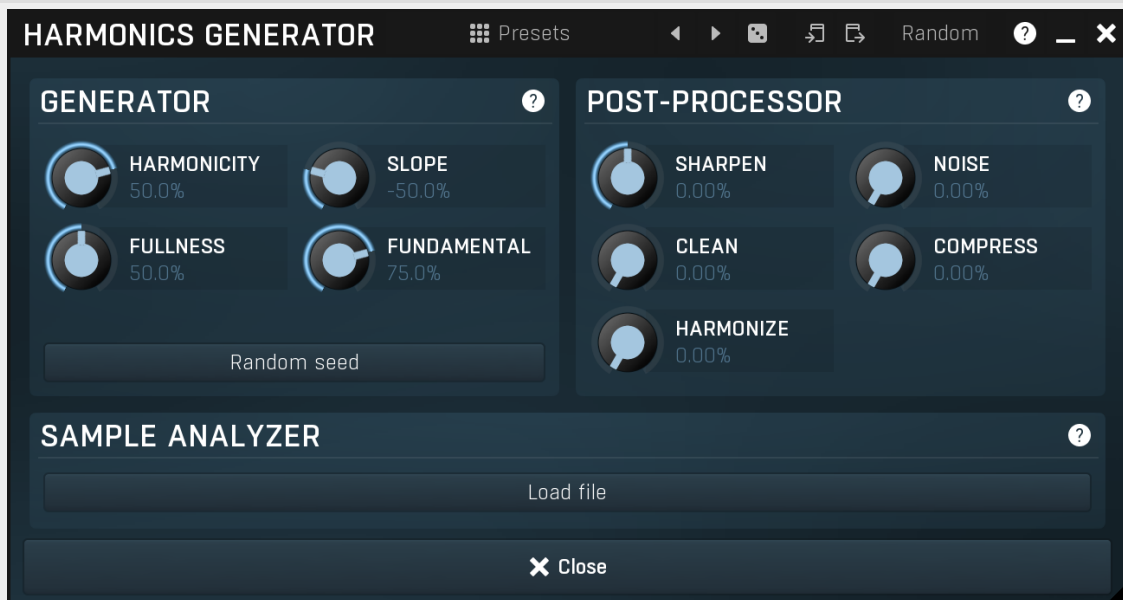 HARMONICS GENERATOR Presets Random ?
GENERATOR ?
HARMONICITY
50.0%
SLOPE
-50.0%
FULLNESS
50.0%
FUNDAMENTAL
75.0%
Random seed
POST-PROCESSOR ?
SHARPEN
0.00%
NOISE
0.00%
CLEAN
0.00%
COMPRESS
0.00%
HARMONIZE
0.00%
SAMPLE ANALYZER ?
Load file
Close